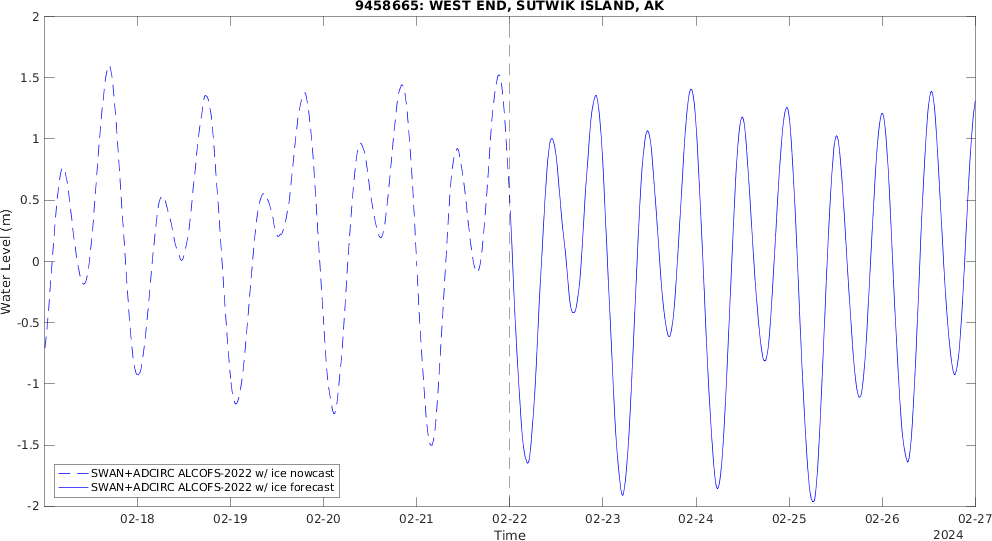 9458665: WEST END, SUTWIK ISLAND, AK
2
1.5
1
0.5
0
-0.5
-1
-1.5
-2
Water Level (m)
SWAN+ADCIRC ALCOFS-2022 w/ ice nowcast
SWAN+ADCIRC ALCOFS-2022 w/ ice forecast
02-18 02-19 02-20 02-21 02-22 02-23 02-24 02-25 02-26 02-27
Time
2024